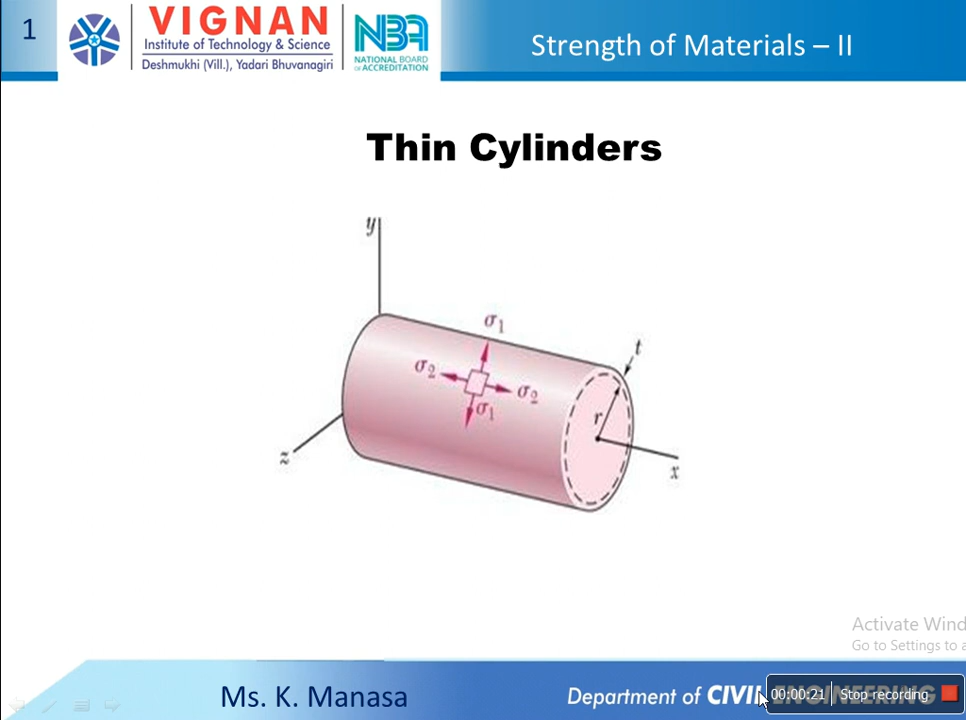 1
VIGNAN
Institute of Technology & Science
Deshmukhi (Vill.), Yadari Bhuvanagiri
NBA
NATIONAL BOARD
OF ACCREDITATION
Strength of Materials – II
Thin Cylinders
y
σ1
t
σ2
σ2
σ1
r
z
x
Activate Wind
Go to Settings to a
Ms. K. Manasa
Department of CIVIL ENGINEERING
00:00:21 Stop recording